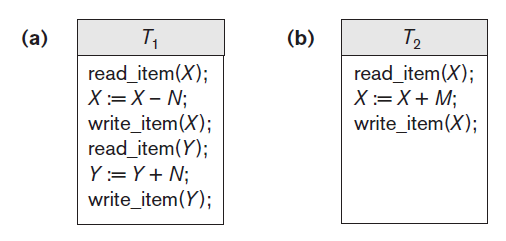 (a)
T₁
read_item(X);
X := X – N;
write_item(X);
read_item(Y);
Y := Y + N;
write_item(Y);
(b)
T₂
read_item(X);
X := X + M;
write_item(X);